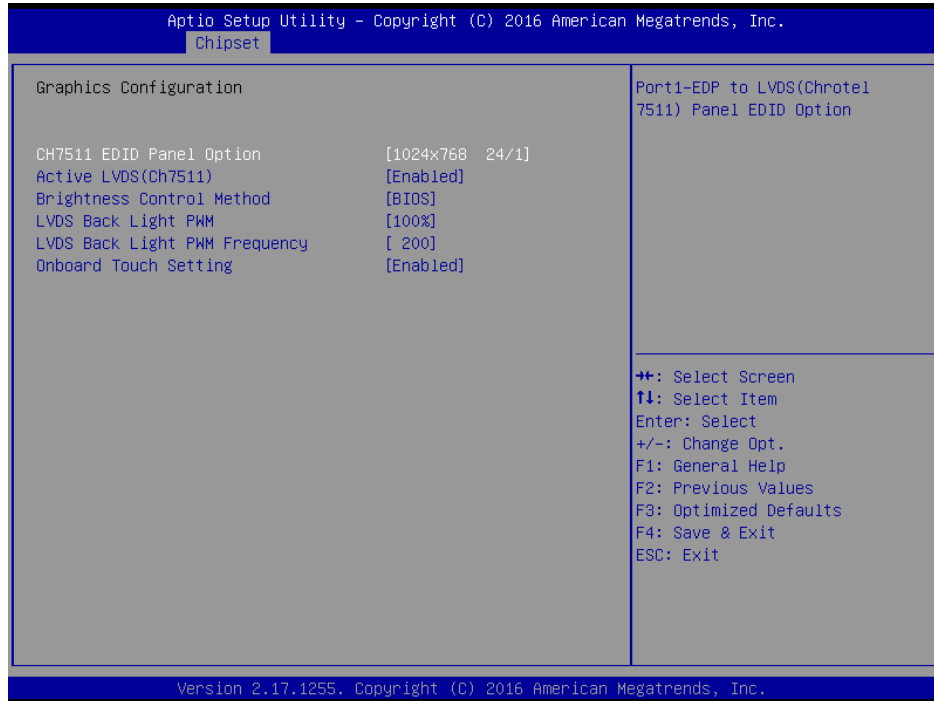 Aptio Setup Utility – Copyright (C) 2016 American Megatrends, Inc.
Chipset
Graphics Configuration
CH7511 EDID Panel Option [1024x768 24/1]
Active LVDS(Ch7511) [Enabled]
Brightness Control Method [BIOS]
LVDS Back Light PWM [100%]
LVDS Back Light PWM Frequency [ 200]
Onboard Touch Setting [Enabled]
Port1-EDP to LVDS(Chrotel
7511) Panel EDID Option
→←: Select Screen
↑↓: Select Item
Enter: Select
+/-: Change Opt.
F1: General Help
F2: Previous Values
F3: Optimized Defaults
F4: Save & Exit
ESC: Exit
Version 2.17.1255. Copyright (C) 2016 American Megatrends, Inc.